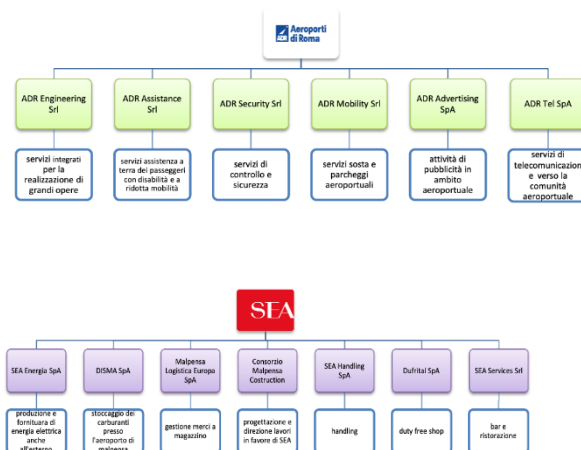 Aeroporti
di Roma
ADR Engineering
Srl
ADR Assistance
Srl
ADR Security Srl
ADR Mobility Srl
ADR Advertising
SpA
ADR Tel SpA
servizi integrati
per la
realizzazione di
grandi opere
servizi assistenza a
terra dei passeggeri
con disabilità e a
ridotta mobilità
servizi di
controllo e
sicurezza
servizi sosta e
parcheggi
aeroportuali
attività di
pubblicità in
ambito
aeroportuale
servizi di
telecomunicazion
e verso la
comunità
aeroportuale
SEA
SEA Energia SpA
DISMA SpA
Malpensa
Logistica Europa
SpA
Consorzio
Malpensa
Costruction
SEA Handling
SpA
Dufrital SpA
SEA Services Srl
produzione e
fornituara di
energia elettrica
anche
all'esterno
stoccaggio dei
carburanti
presso
l'aeroporto di
malpensa
gestione merci a
magazzino
progettazione e
direzione lavori
in favore di SEA
handling
duty free shop
bar e
ristorazione